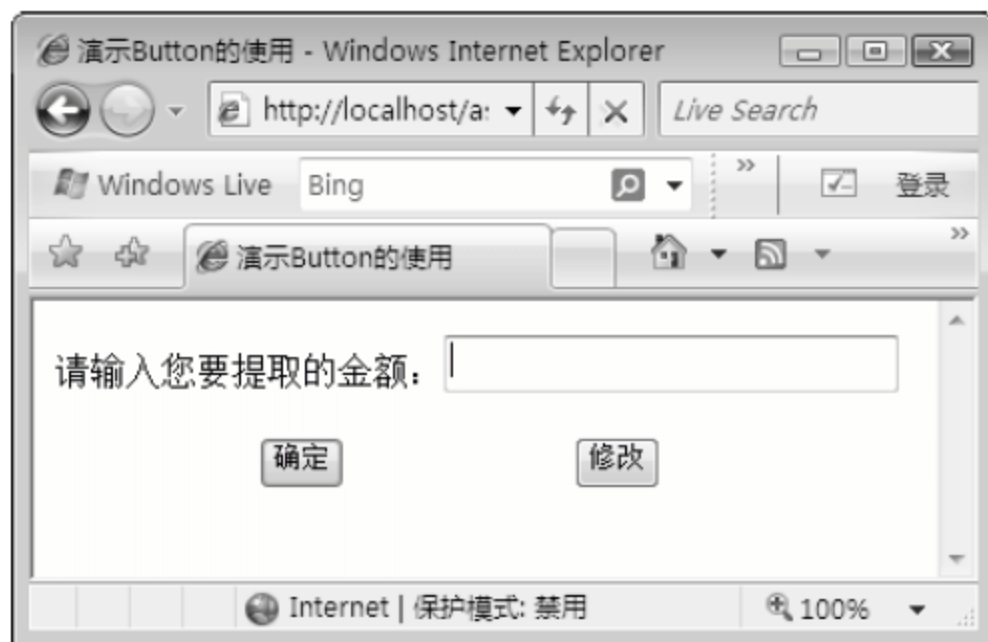 演示Button的使用 - Windows Internet Explorer
http://localhost/a: Live Search
Windows Live Bing 登录
演示Button的使用
请输入您要提取的金额：
确定 修改
Internet | 保护模式: 禁用 100%